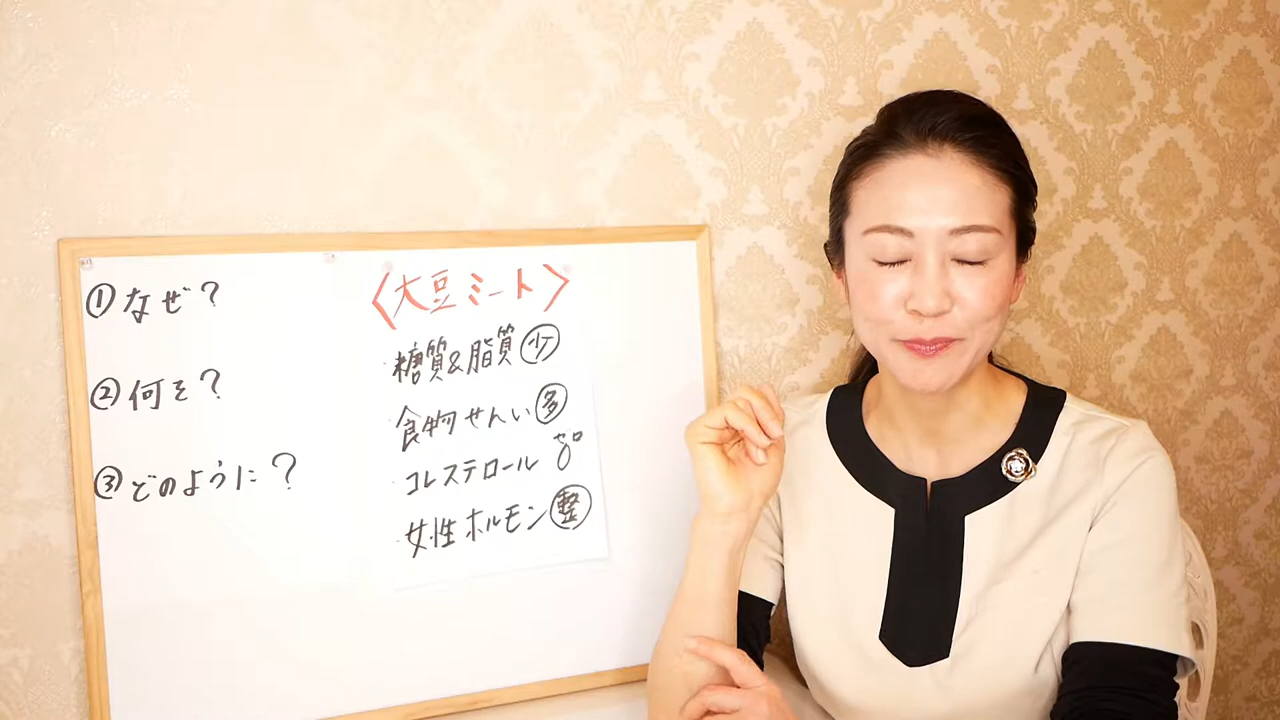 ①なぜ？
②何を？
③どのように？
〈大豆ミート〉
・糖質&脂質 少
・食物せんい 多
・コレステロール ゼロ
・女性ホルモン 整